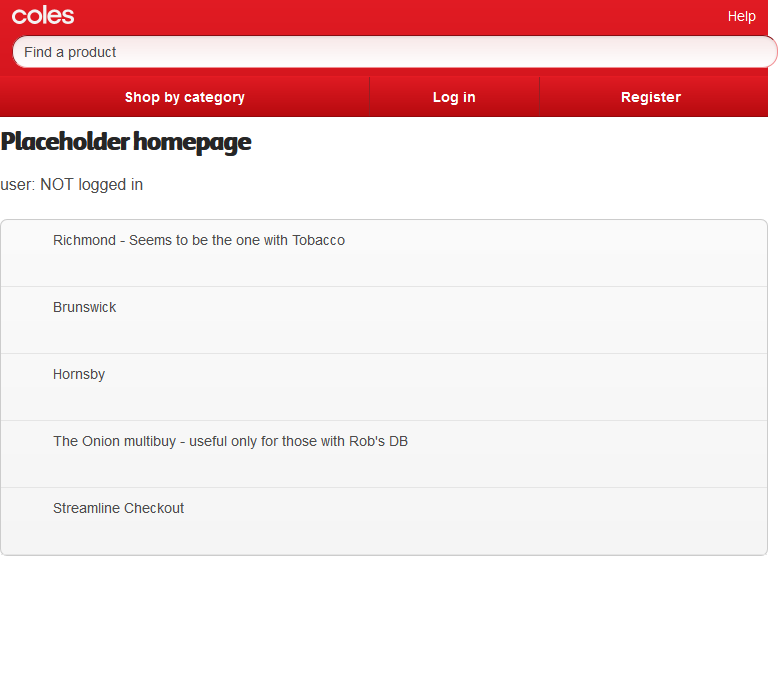 coles
Help
Find a product
Shop by category
Log in
Register
Placeholder homepage
user: NOT logged in
Richmond - Seems to be the one with Tobacco
Brunswick
Hornsby
The Onion multibuy - useful only for those with Rob's DB
Streamline Checkout